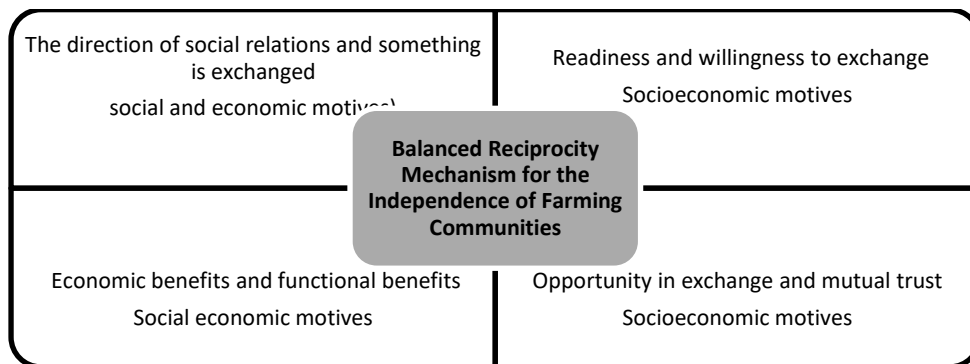 The direction of social relations and something
is exchanged
social and economic motives)
Readiness and willingness to exchange
Socioeconomic motives
Balanced Reciprocity
Mechanism for the
Independence of Farming
Communities
Economic benefits and functional benefits
Social economic motives
Opportunity in exchange and mutual trust
Socioeconomic motives